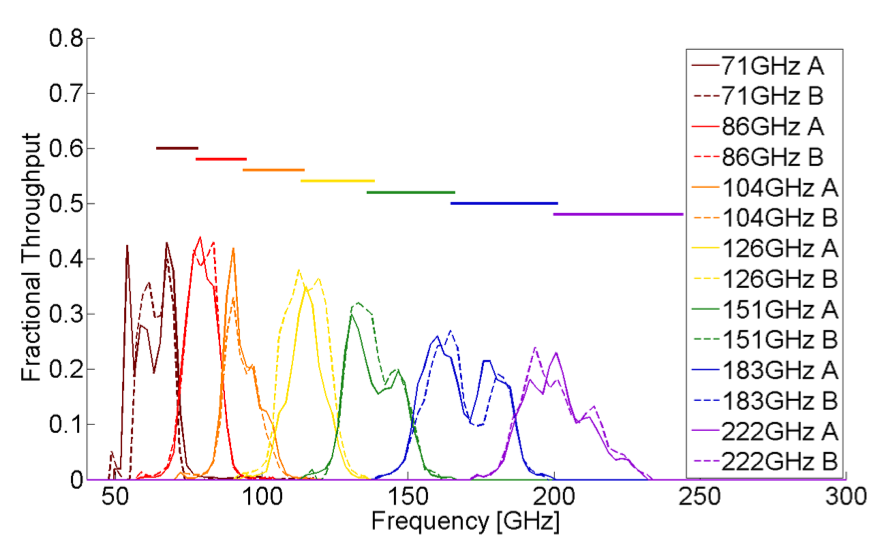 0.8
0.7
0.6
0.5
0.4
0.3
0.2
0.1
0
Fractional Throughput
50
100
150
200
250
300
Frequency [GHz]
71GHz A
71GHz B
86GHz A
86GHz B
104GHz A
104GHz B
126GHz A
126GHz B
151GHz A
151GHz B
183GHz A
183GHz B
222GHz A
222GHz B